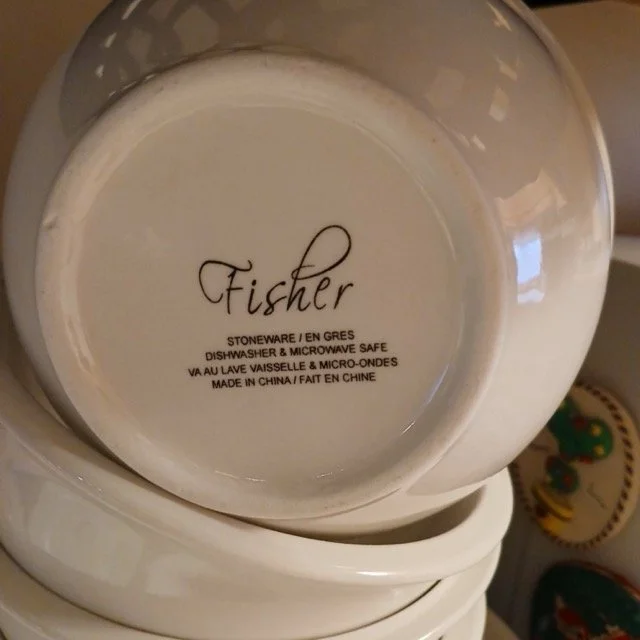 Fisher
STONEWARE / EN GRES
DISHWASHER & MICROWAVE SAFE
VA AU LAVE VAISSELLE & MICRO-ONDES
MADE IN CHINA / FAIT EN CHINE